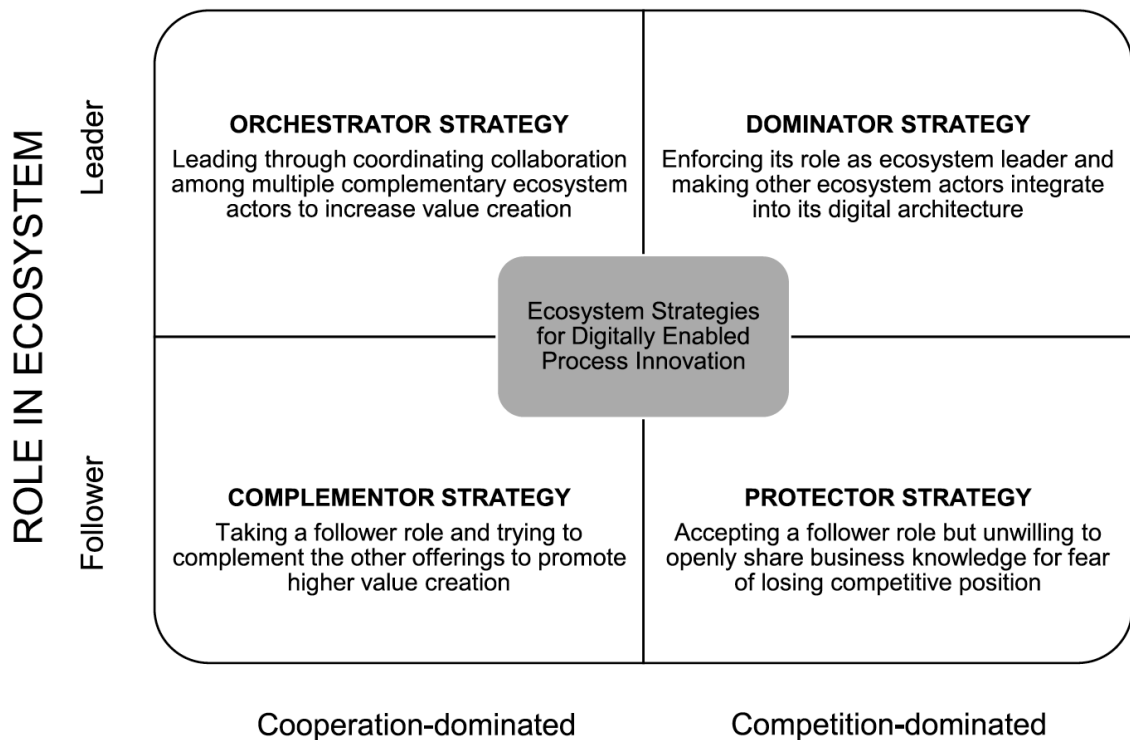 ROLE IN ECOSYSTEM
Leader
Follower
ORCHESTRATOR STRATEGY
Leading through coordinating collaboration
among multiple complementary ecosystem
actors to increase value creation
DOMINATOR STRATEGY
Enforcing its role as ecosystem leader and
making other ecosystem actors integrate
into its digital architecture
Ecosystem Strategies
for Digitally Enabled
Process Innovation
COMPLEMENTOR STRATEGY
Taking a follower role and trying to
complement the other offerings to promote
higher value creation
PROTECTOR STRATEGY
Accepting a follower role but unwilling to
openly share business knowledge for fear
of losing competitive position
Cooperation-dominated
Competition-dominated